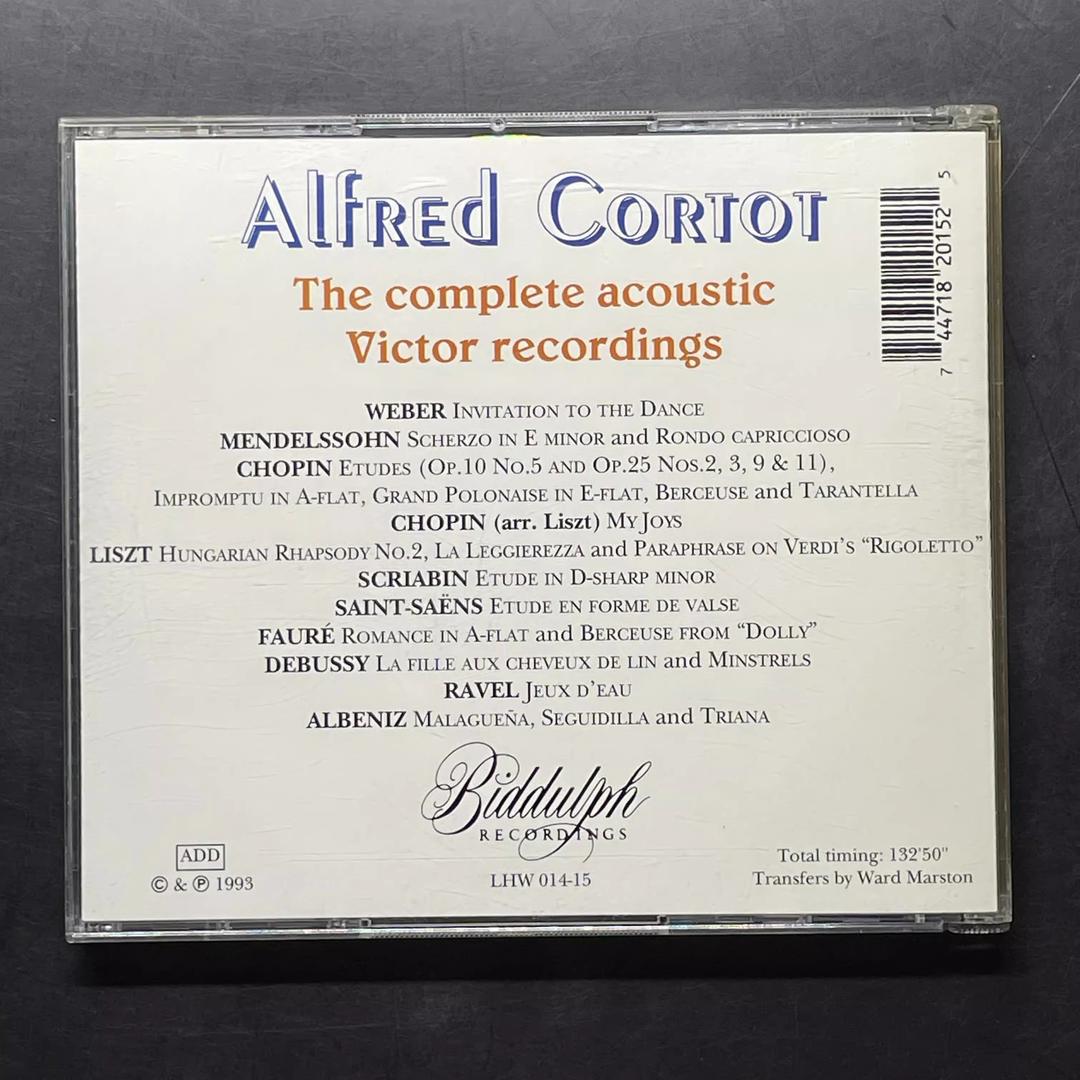 Alfred Cortot
The complete acoustic
Victor recordings
7 44718 20152 5
WEBER Invitation to the Dance
MENDELSSOHN Scherzo in E minor and Rondo capriccioso
CHOPIN Etudes (Op.10 No.5 and Op.25 Nos.2, 3, 9 & 11),
Impromptu in A-flat, Grand Polonaise in E-flat, Berceuse and Tarantella
CHOPIN (arr. Liszt) My Joys
LISZT Hungarian Rhapsody No.2, La Leggierezza and Paraphrase on Verdi's "Rigoletto"
SCRIABIN Etude in D-sharp minor
SAINT-SAËNS Etude en forme de valse
FAURÉ Romance in A-flat and Berceuse from "Dolly"
DEBUSSY La fille aux cheveux de lin and Minstrels
RAVEL Jeux d'eau
ALBENIZ Malagueña, Seguidilla and Triana
Biddulph
RECORDINGS
ADD
© & ℗ 1993
LHW 014-15
Total timing: 132'50"
Transfers by Ward Marston